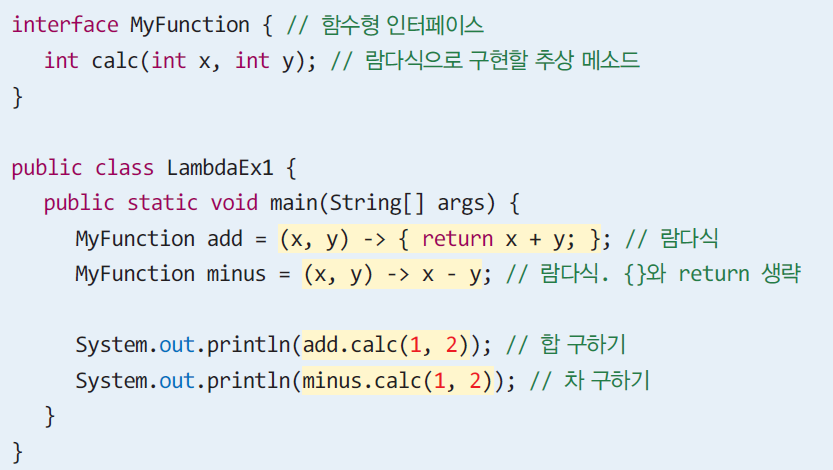 interface MyFunction { // 함수형 인터페이스
int calc(int x, int y); // 람다식으로 구현할 추상 메소드
}
public class LambdaEx1 {
public static void main(String[] args) {
MyFunction add = (x, y) -> { return x + y; }; // 람다식
MyFunction minus = (x, y) -> x - y; // 람다식. {}와 return 생략
System.out.println(add.calc(1, 2)); // 합 구하기
System.out.println(minus.calc(1, 2)); // 차 구하기
}
}